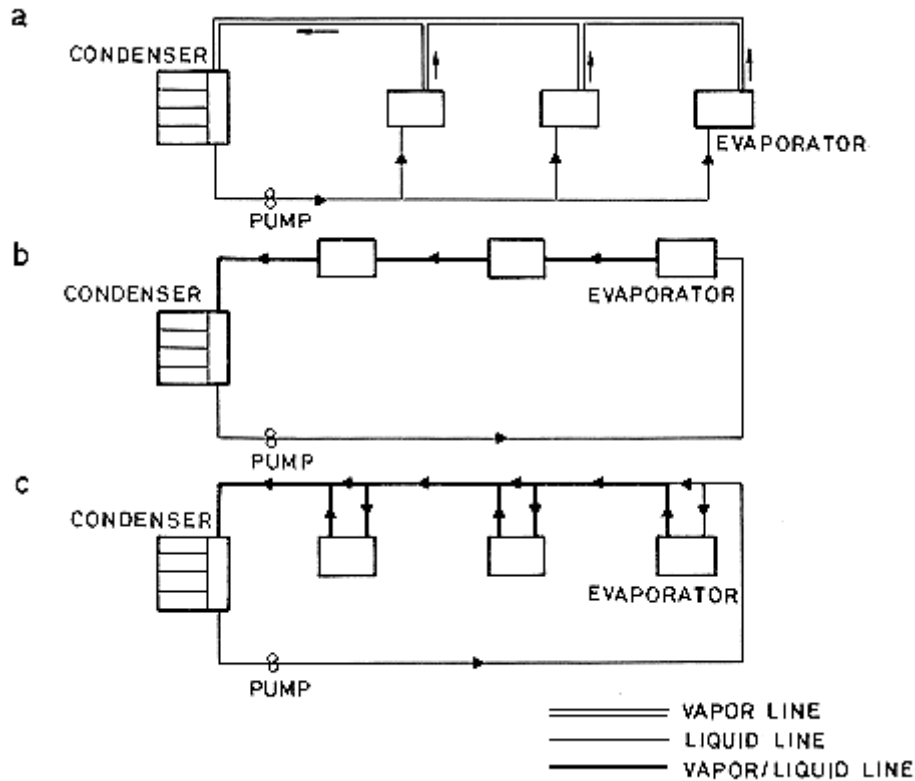 a
CONDENSER
EVAPORATOR
PUMP
b
CONDENSER
EVAPORATOR
PUMP
c
CONDENSER
EVAPORATOR
PUMP
VAPOR LINE
LIQUID LINE
VAPOR/LIQUID LINE